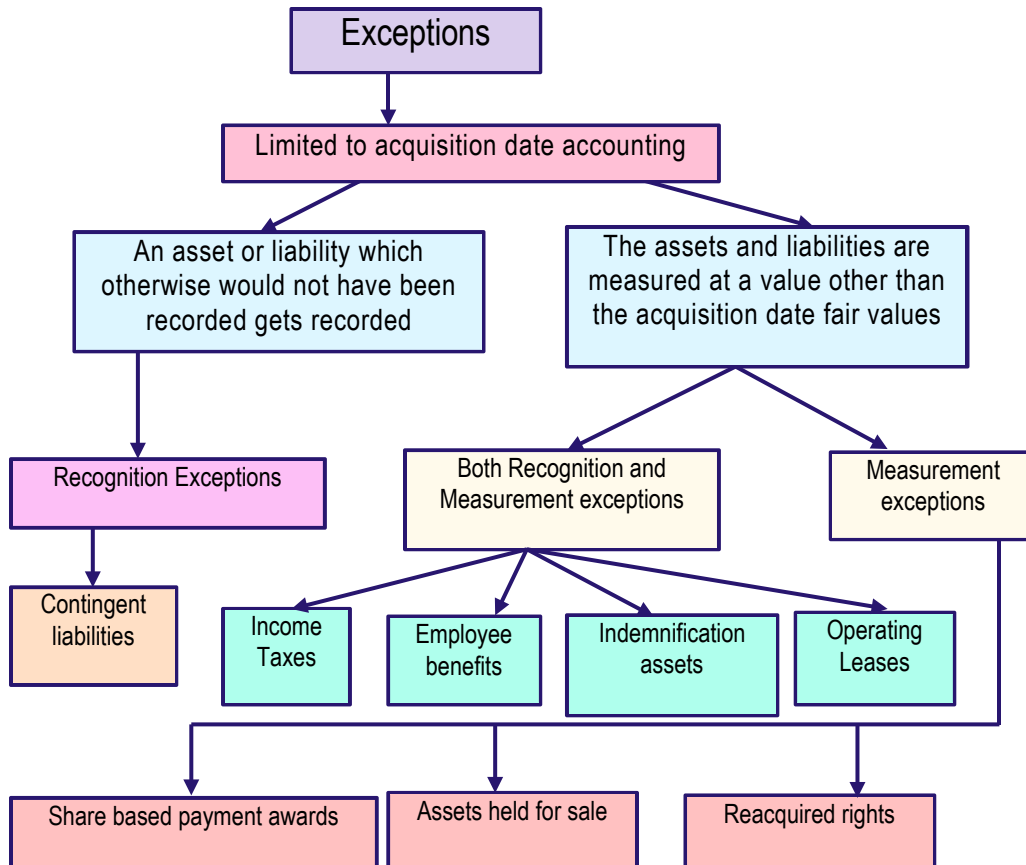 Exceptions
Limited to acquisition date accounting
An asset or liability which
otherwise would not have been
recorded gets recorded
The assets and liabilities are
measured at a value other than
the acquisition date fair values
Recognition Exceptions
Both Recognition and
Measurement exceptions
Measurement
exceptions
Contingent
liabilities
Income
Taxes
Employee
benefits
Indemnification
assets
Operating
Leases
Share based payment awards
Assets held for sale
Reacquired rights